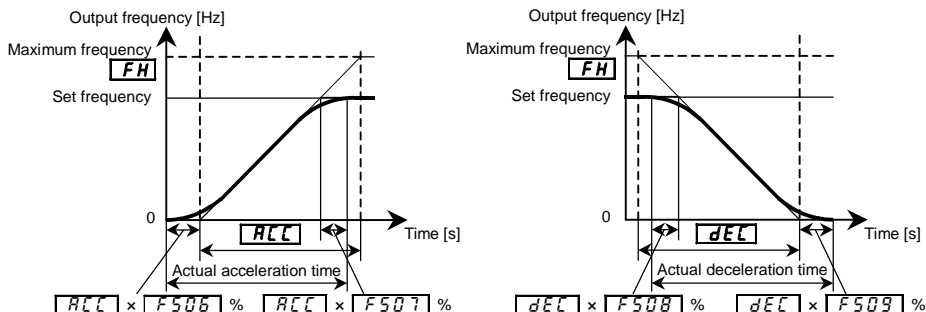 Output frequency [Hz]
Maximum frequency
FH
Set frequency
0
ACC
Time [s]
Actual acceleration time
ACC × F506 % ACC × F507 %
Output frequency [Hz]
Maximum frequency
FH
Set frequency
0
dEC
Time [s]
Actual deceleration time
dEC × F508 % dEC × F509 %